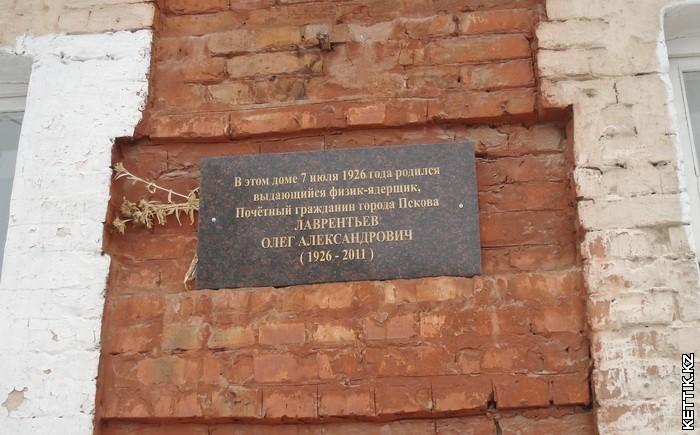 В этом доме 7 июля 1926 года родился
выдающийся физик-ядерщик,
Почётный гражданин города Пскова
ЛАВРЕНТЬЕВ
ОЛЕГ АЛЕКСАНДРОВИЧ
( 1926 - 2011 )
KETTIK.KZ